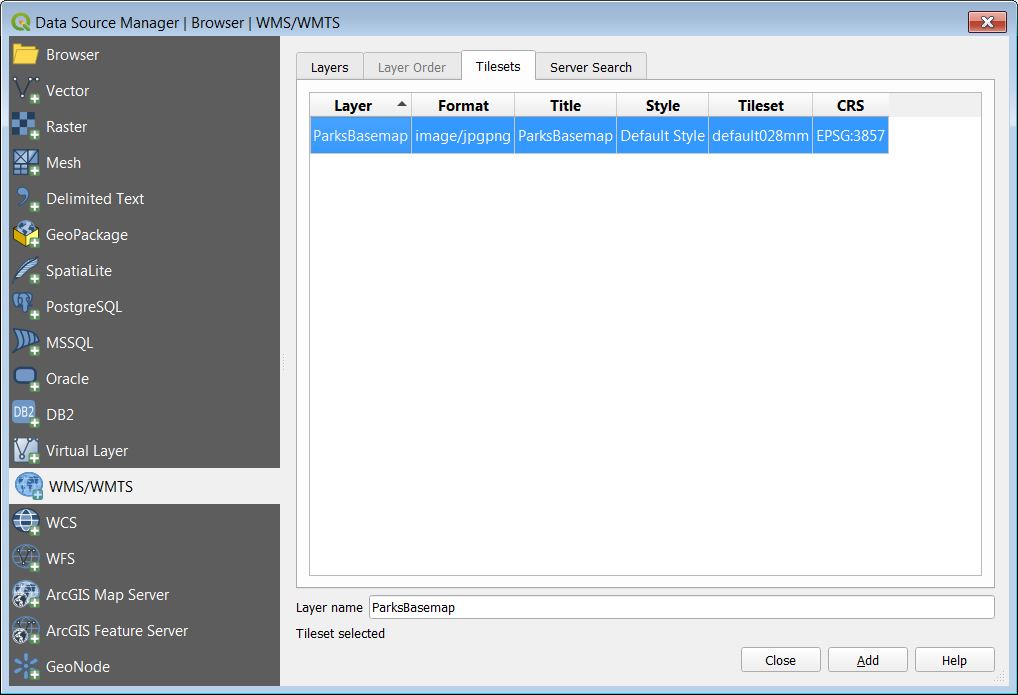 Data Source Manager | Browser | WMS/WMTS
Browser
Vector
Raster
Mesh
Delimited Text
GeoPackage
SpatiaLite
PostgreSQL
MSSQL
Oracle
DB2 DB2
Virtual Layer
WMS/WMTS
WCS
WFS
ArcGIS Map Server
ArcGIS Feature Server
GeoNode
Layers Layer Order Tilesets Server Search
Layer Format Title Style Tileset CRS
ParksBasemap image/jpgpng ParksBasemap Default Style default028mm EPSG:3857
Layer name ParksBasemap
Tileset selected
Close Add Help